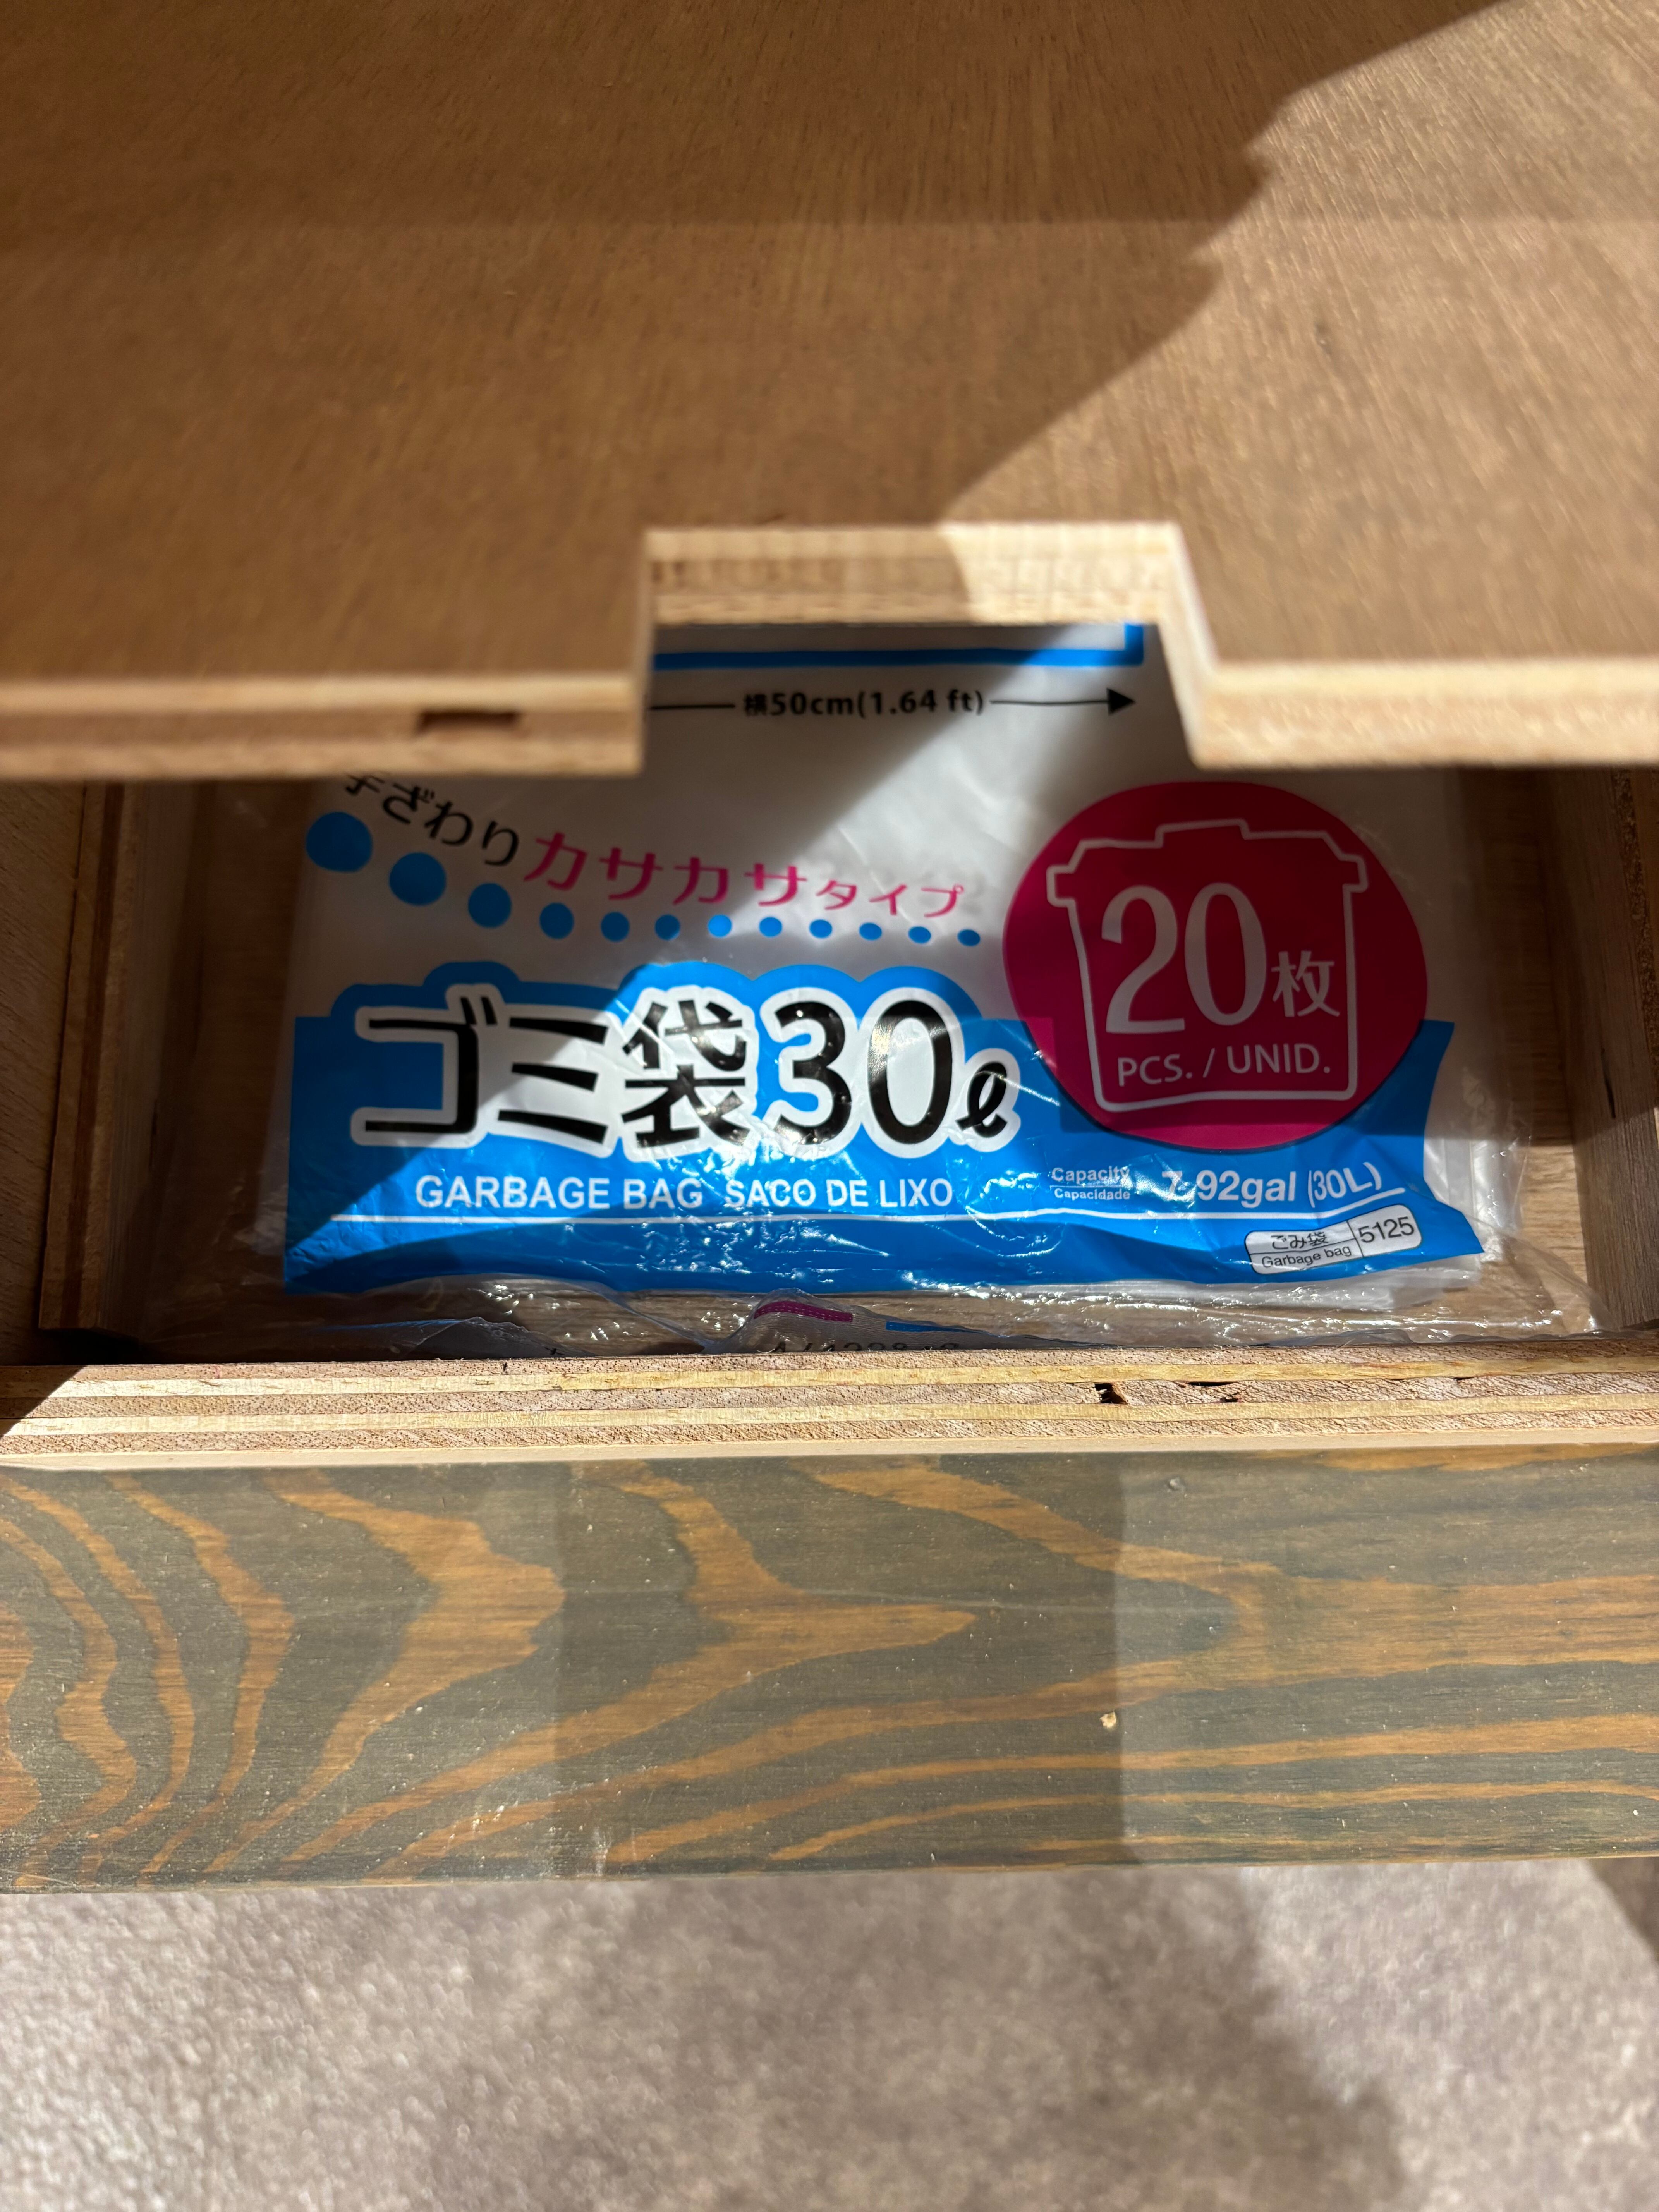 横50cm(1.64 ft)
手ざわりカサカサタイプ
20枚
PCS. / UNID.
ゴミ袋30ℓ
GARBAGE BAG SACO DE LIXO
Capacity
Capacidade
7.92gal (30L)
ごみ袋
Garbage bag
5125